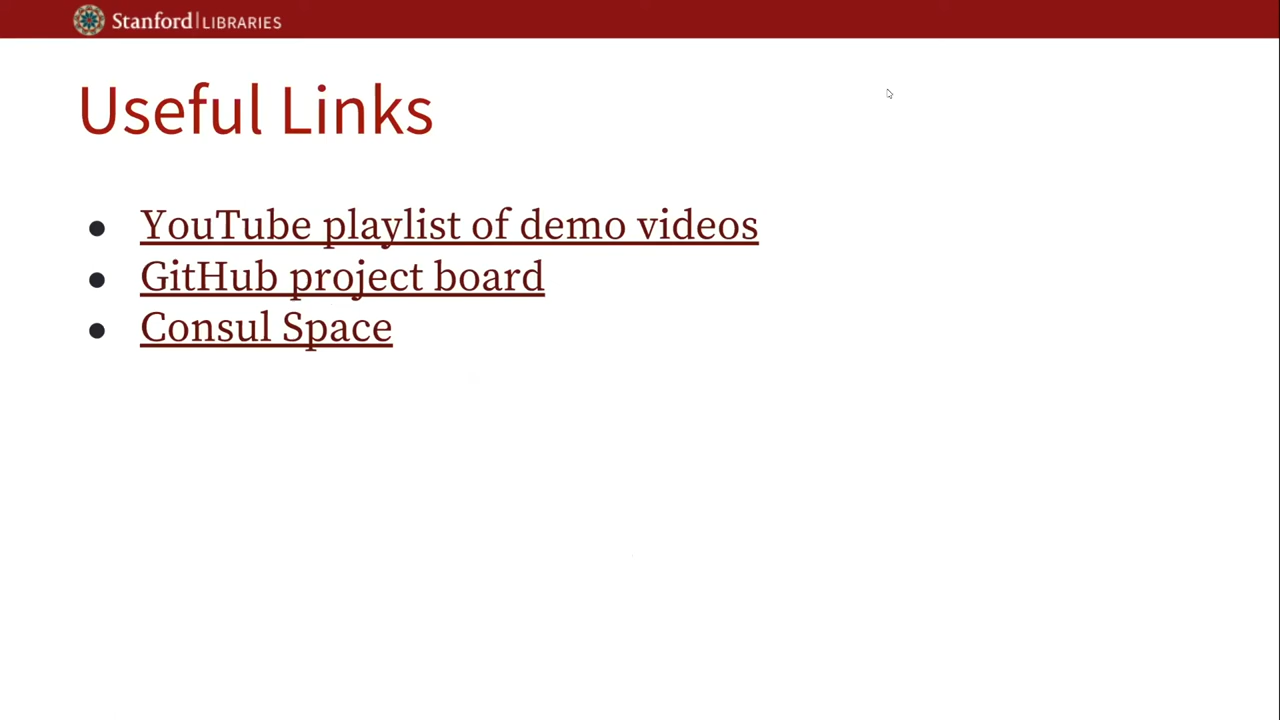 Stanford LIBRARIES
Useful Links
● YouTube playlist of demo videos
● GitHub project board
● Consul Space